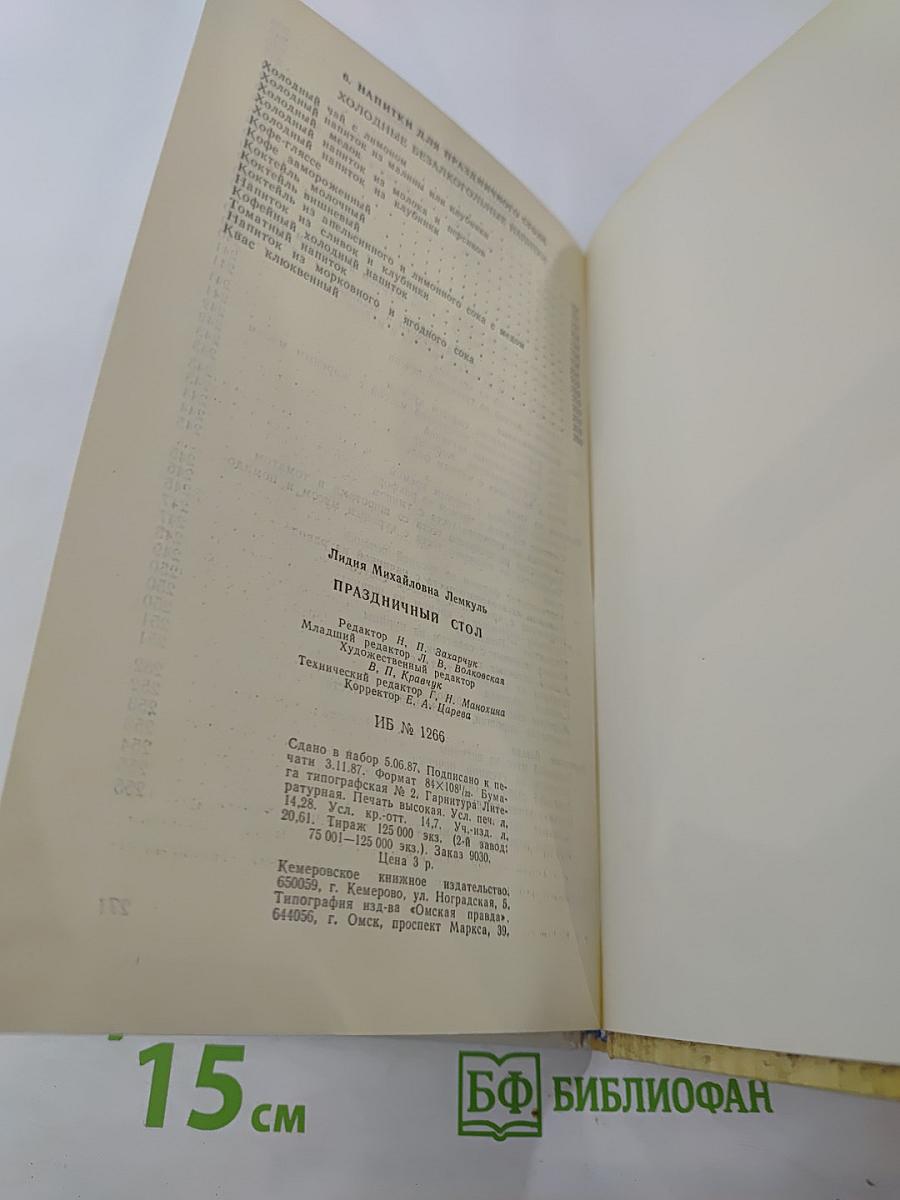 6. НАПИТКИ ДЛЯ ПРАЗДНИЧНОГО СТОЛА
ХОЛОДНЫЕ БЕЗАЛКОГОЛЬНЫЕ НАПИТКИ
Холодный чай с лимоном
Холодный напиток из малины или клубники
Холодный медок
Холодный напиток из молока и персиков
Холодный напиток из клубники
Кофе-гляссе
Кофе замороженный
Коктейль молочный
Коктейль вишневый
Коктейль из апельсинного и лимонного сока с медом
Напиток из сливок и клубники
Кофейный холодный напиток
Томатный напиток
Напиток из морковного и ягодного сока
Квас клюквенный
Лидия Михайловна Лемкуль
ПРАЗДНИЧНЫЙ СТОЛ
Редактор Н. П. Захарчук
Младший редактор Л. В. Волковская
Художественный редактор
В. П. Кравчук
Технический редактор Г. Н. Манохина
Корректор Е. А. Царева
ИБ № 1266
Сдано в набор 5.06.87. Подписано к пе-
чати 3.11.87. Формат 84×108¹/₃₂. Бума-
га типографская № 2. Гарнитура Лите-
ратурная. Печать высокая. Усл. печ. л.
14,28. Усл. кр.-отт. 14,7. Уч.-изд. л.
20,61. Тираж 125 000 экз. (2-й завод:
75 001—125 000 экз.). Заказ 9030.
Цена 3 р.
Кемеровское книжное издательство.
650059, г. Кемерово, ул. Ноградская, 5.
Типография изд-ва «Омская правда».
644056, г. Омск, проспект Маркса, 39.
271
15 см
БФ БИБЛИОФАН